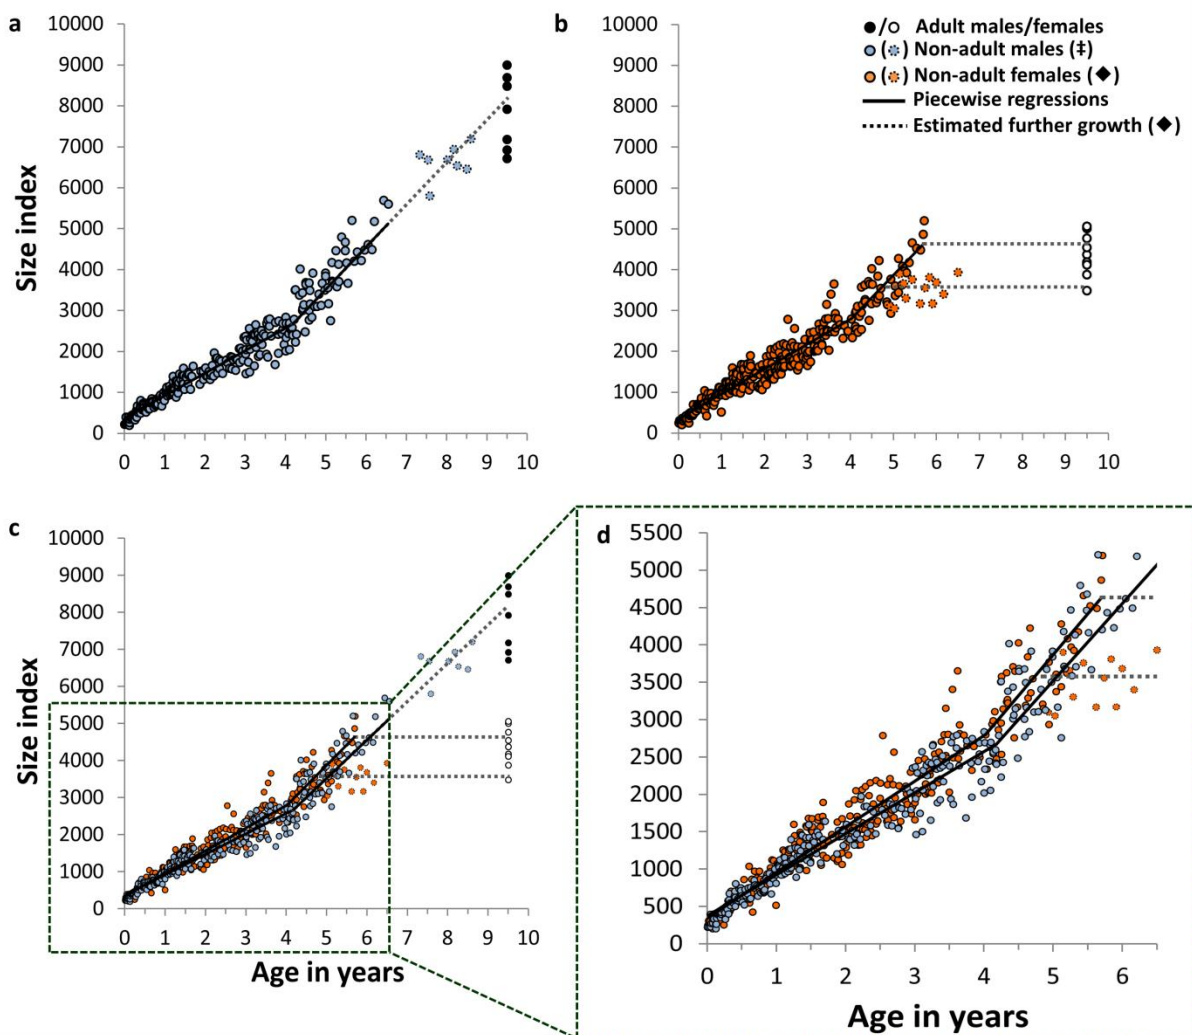 a
10000
9000
8000
7000
6000
5000
4000
3000
2000
1000
0
Size index
0 1 2 3 4 5 6 7 8 9 10
b
10000
9000
8000
7000
6000
5000
4000
3000
2000
1000
0
0 1 2 3 4 5 6 7 8 9 10
●/○ Adult males/females
( ) Non-adult males (‡)
( ) Non-adult females (◆)
Piecewise regressions
Estimated further growth (◆)
c
10000
9000
8000
7000
6000
5000
4000
3000
2000
1000
0
Size index
0 1 2 3 4 5 6 7 8 9 10
Age in years
d
5500
5000
4500
4000
3500
3000
2500
2000
1500
1000
500
0
0 1 2 3 4 5 6
Age in years